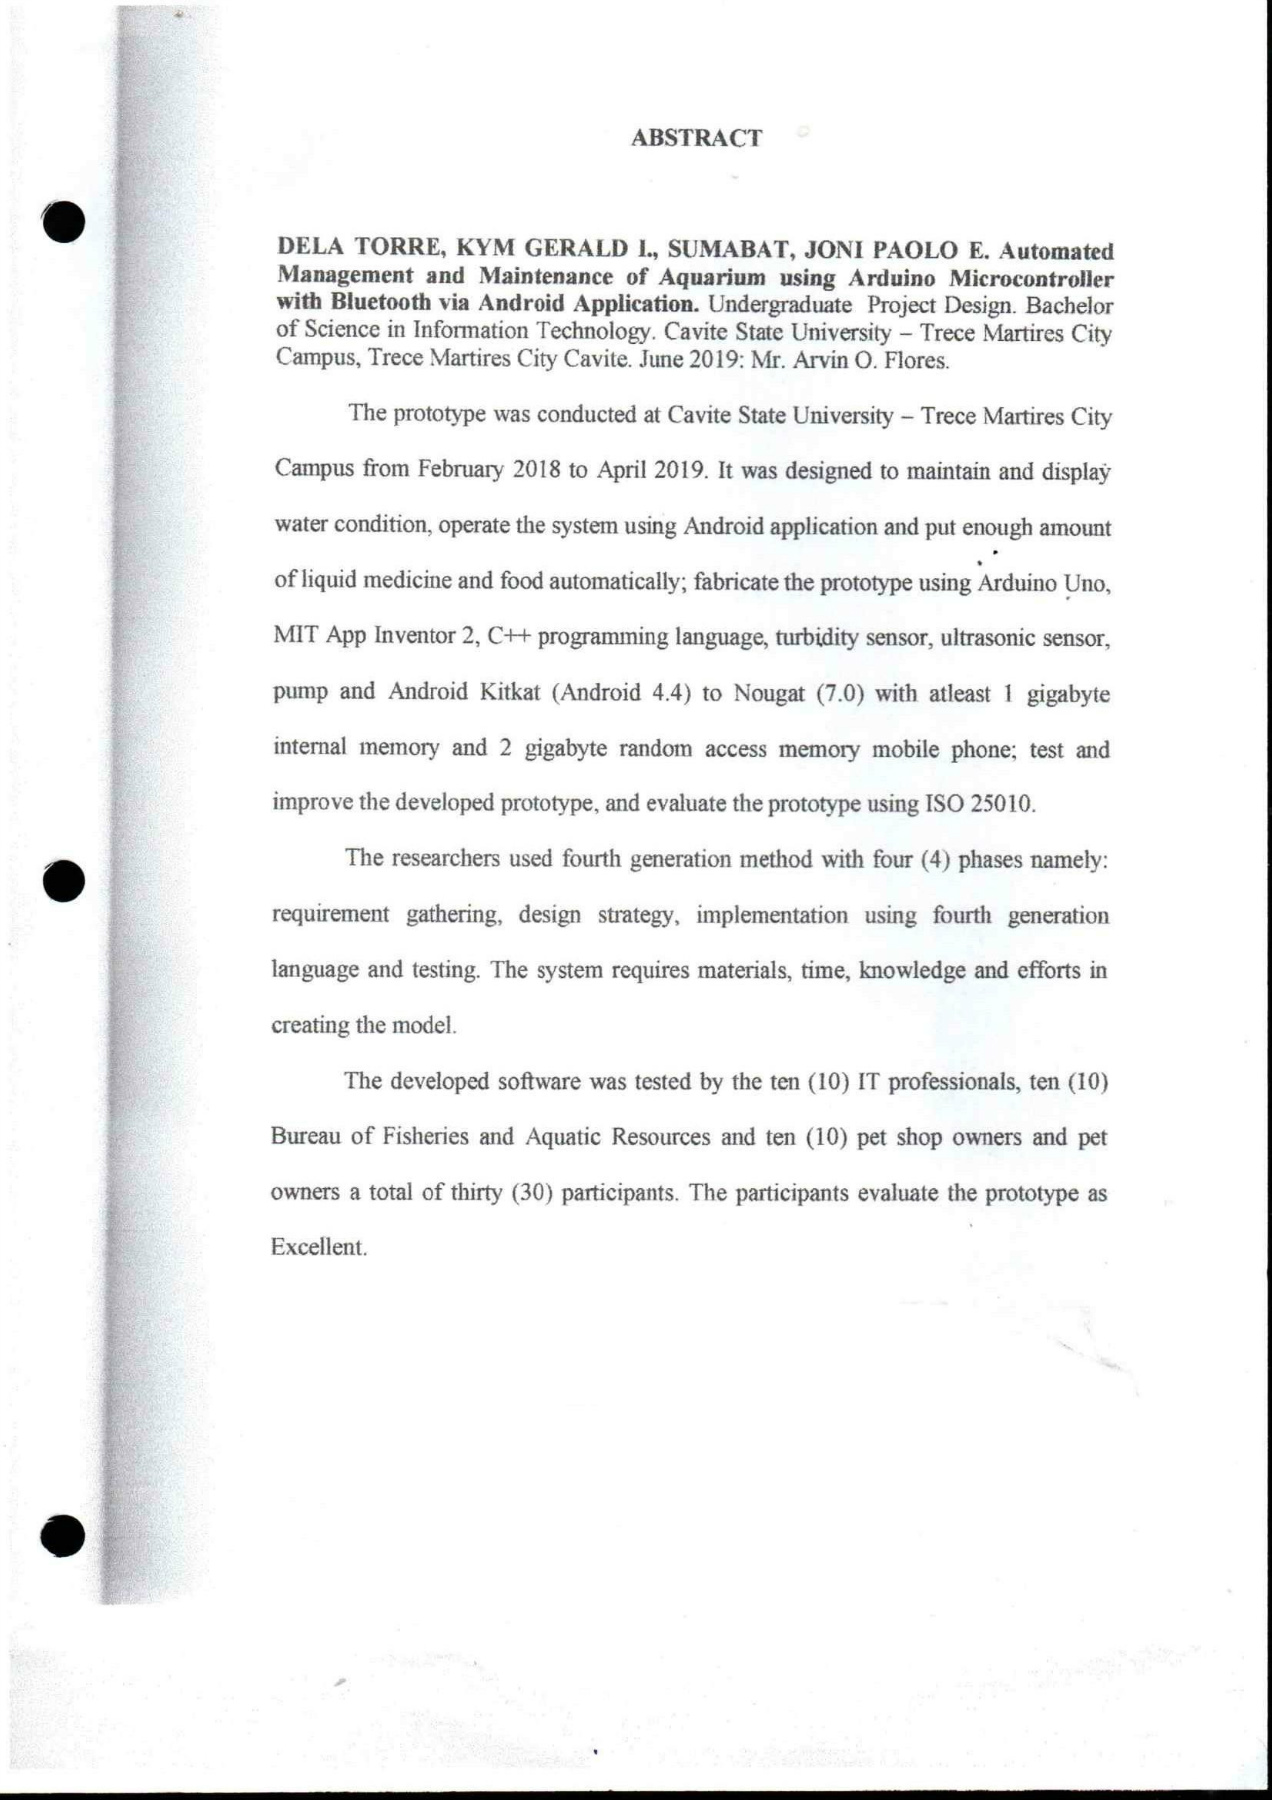 ABSTRACT
DELA TORRE, KYM GERALD I., SUMABAT, JONI PAOLO E. Automated
Management and Maintenance of Aquarium using Arduino Microcontroller
with Bluetooth via Android Application. Undergraduate Project Design. Bachelor
of Science in Information Technology. Cavite State University – Trece Martires City
Campus, Trece Martires City Cavite. June 2019: Mr. Arvin O. Flores.
The prototype was conducted at Cavite State University – Trece Martires City
Campus from February 2018 to April 2019. It was designed to maintain and display
water condition, operate the system using Android application and put enough amount
of liquid medicine and food automatically; fabricate the prototype using Arduino Uno,
MIT App Inventor 2, C++ programming language, turbidity sensor, ultrasonic sensor,
pump and Android Kitkat (Android 4.4) to Nougat (7.0) with atleast 1 gigabyte
internal memory and 2 gigabyte random access memory mobile phone; test and
improve the developed prototype, and evaluate the prototype using ISO 25010.
The researchers used fourth generation method with four (4) phases namely:
requirement gathering, design strategy, implementation using fourth generation
language and testing. The system requires materials, time, knowledge and efforts in
creating the model.
The developed software was tested by the ten (10) IT professionals, ten (10)
Bureau of Fisheries and Aquatic Resources and ten (10) pet shop owners and pet
owners a total of thirty (30) participants. The participants evaluate the prototype as
Excellent.